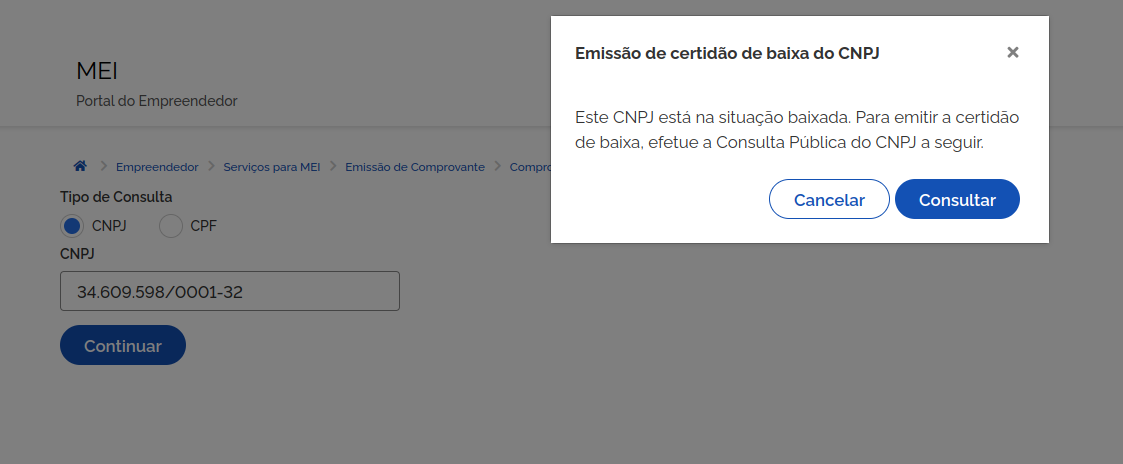 MEI
Portal do Empreendedor
Empreendedor
Serviços para MEI
Emissão de Comprovante
Tipo de Consulta
CNPJ
CPF
CNPJ
34.609.598/0001-32
Continuar
Emissão de certidão de baixa do CNPJ
×
Este CNPJ está na situação baixada. Para emitir a certidão
de baixa, efetue a Consulta Pública do CNPJ a seguir.
Cancelar
Consultar